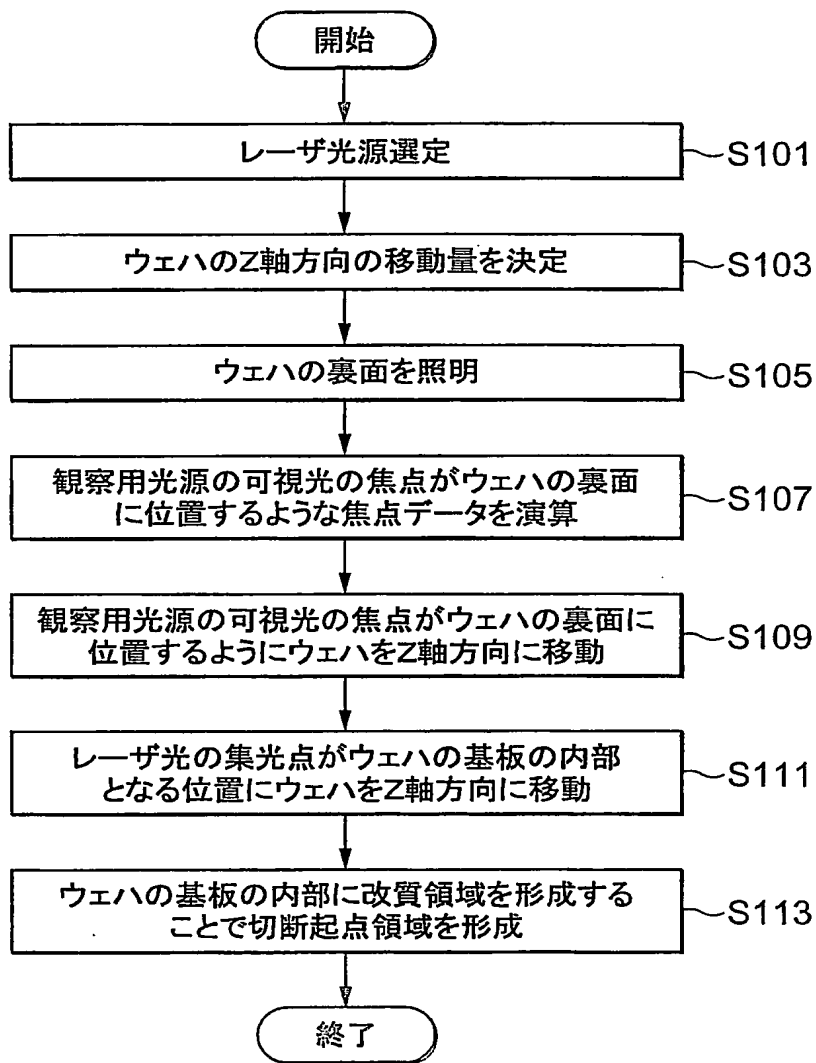 開始
レーザ光源選定
S101
ウェハのZ軸方向の移動量を決定
S103
ウェハの裏面を照明
S105
観察用光源の可視光の焦点がウェハの裏面
に位置するような焦点データを演算
S107
観察用光源の可視光の焦点がウェハの裏面に
位置するようにウェハをZ軸方向に移動
S109
レーザ光の集光点がウェハの基板の内部
となる位置にウェハをZ軸方向に移動
S111
ウェハの基板の内部に改質領域を形成する
ことで切断起点領域を形成
S113
終了